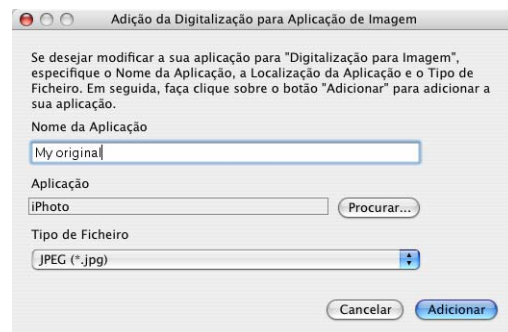 Adição da Digitalização para Aplicação de Imagem
Se desejar modificar a sua aplicação para "Digitalização para Imagem",
especifique o Nome da Aplicação, a Localização da Aplicação e o Tipo de
Ficheiro. Em seguida, faça clique sobre o botão "Adicionar" para adicionar a
sua aplicação.
Nome da Aplicação
My original
Aplicação
iPhoto
Procurar...
Tipo de Ficheiro
JPEG (*.jpg)
Cancelar
Adicionar